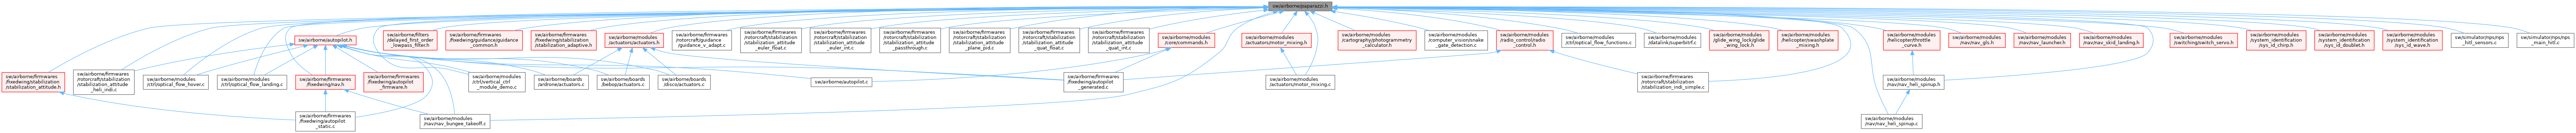 sw/airborne/paparazzi.h
sw/airborne/autopilot.h
sw/airborne/filters
/delayed_first_order
_lowpass_filter.h
sw/airborne/firmwares
/fixedwing/guidance/guidance
_common.h
sw/airborne/firmwares
/fixedwing/stabilization
/stabilization_adaptive.h
sw/airborne/modules
/actuators/actuators.h
sw/airborne/firmwares
/rotorcraft/guidance
/guidance_v_adapt.c
sw/airborne/firmwares
/rotorcraft/stabilization
/stabilization_attitude
_euler_float.c
sw/airborne/firmwares
/rotorcraft/stabilization
/stabilization_attitude
_euler_int.c
sw/airborne/firmwares
/rotorcraft/stabilization
/stabilization_attitude
_passthrough.c
sw/airborne/firmwares
/rotorcraft/stabilization
/stabilization_attitude
_plane_pid.c
sw/airborne/firmwares
/rotorcraft/stabilization
/stabilization_attitude
_quat_float.c
sw/airborne/firmwares
/rotorcraft/stabilization
/stabilization_attitude
_quat_int.c
sw/airborne/modules
/core/commands.h
sw/airborne/modules
/actuators/motor_mixing.h
sw/airborne/modules
/cartography/photogrammetry
_calculator.h
sw/airborne/modules
/computer_vision/snake
_gate_detection.c
sw/airborne/modules
/radio_control/radio
_control.h
sw/airborne/modules
/ctrl/optical_flow_functions.c
sw/airborne/modules
/datalink/superbitrf.c
sw/airborne/modules
/glide_wing_lock/glide
_wing_lock.h
sw/airborne/modules
/helicopter/swashplate
_mixing.h
sw/airborne/modules
/helicopter/throttle
_curve.h
sw/airborne/modules
/nav/nav_gls.h
sw/airborne/modules
/nav/nav_launcher.h
sw/airborne/modules
/nav/nav_skid_landing.h
sw/airborne/modules
/switching/switch_servo.h
sw/airborne/modules
/system_identification
/sys_id_chirp.h
sw/airborne/modules
/system_identification
/sys_id_doublet.h
sw/airborne/modules
/system_identification
/sys_id_wave.h
sw/simulator/nps/nps
_hitl_sensors.c
sw/simulator/nps/nps
_main_hitl.c
sw/airborne/firmwares
/fixedwing/stabilization
/stabilization_attitude.h
sw/airborne/firmwares
/rotorcraft/stabilization
/stabilization_attitude
_heli_indi.c
sw/airborne/modules
/ctrl/optical_flow_hover.c
sw/airborne/modules
/ctrl/optical_flow_landing.c
sw/airborne/firmwares
/fixedwing/nav.h
sw/airborne/firmwares
/fixedwing/autopilot
_firmware.h
sw/airborne/modules
/ctrl/vertical_ctrl
_module_demo.c
sw/airborne/boards
/ardrone/actuators.c
sw/airborne/boards
/bebop/actuators.c
sw/airborne/boards
/disco/actuators.c
sw/airborne/autopilot.c
sw/airborne/firmwares
/fixedwing/autopilot
_generated.c
sw/airborne/modules
/actuators/motor_mixing.c
sw/airborne/firmwares
/rotorcraft/stabilization
/stabilization_indi_simple.c
sw/airborne/modules
/nav/nav_heli_spinup.h
sw/airborne/firmwares
/fixedwing/autopilot
_static.c
sw/airborne/modules
/nav/nav_bungee_takeoff.c
sw/airborne/modules
/nav/nav_heli_spinup.c